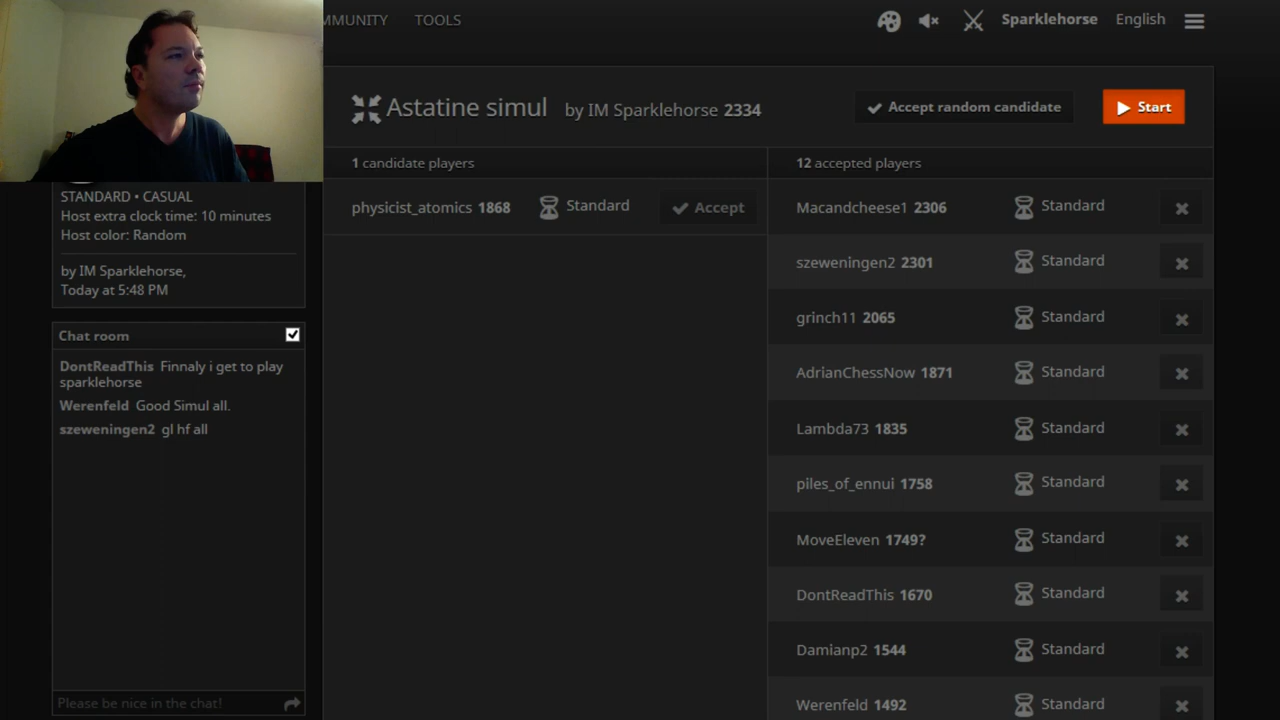 TOOLS
Sparklehorse
English
Astatine simul by IM Sparklehorse 2334
Accept random candidate
Start
1 candidate players
12 accepted players
physicist_atomics 1868
Standard
Accept
Macandcheese1 2306
Standard
szeweningen2 2301
Standard
grinch11 2065
Standard
AdrianChessNow 1871
Standard
Lambda73 1835
Standard
piles_of_ennui 1758
Standard
MoveEleven 1749?
Standard
DontReadThis 1670
Standard
Damianp2 1544
Standard
Werenfeld 1492
Standard
STANDARD • CASUAL
Host extra clock time: 10 minutes
Host color: Random
by IM Sparklehorse,
Today at 5:48 PM
Chat room
DontReadThis Finnaly i get to play
sparklehorse
Werenfeld Good Simul all.
szeweningen2 gl hf all
Please be nice in the chat!